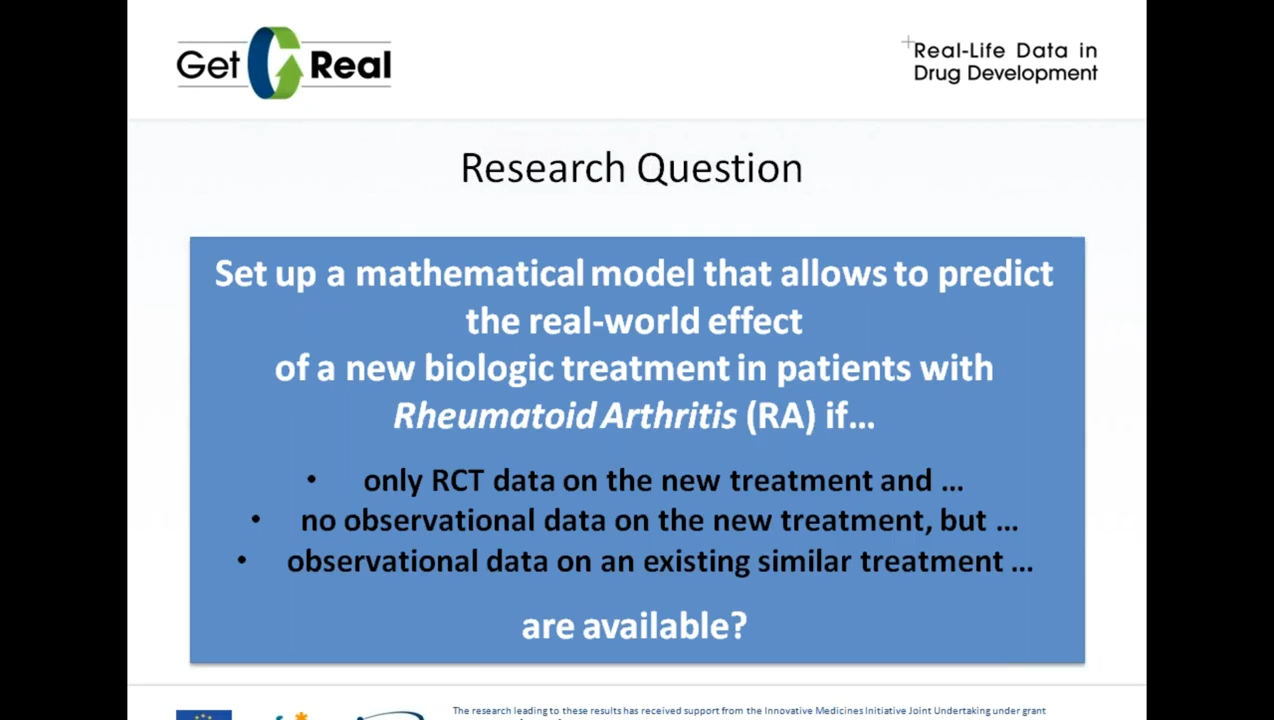 Get Real
Real-Life Data in
Drug Development
Research Question
Set up a mathematical model that allows to predict
the real-world effect
of a new biologic treatment in patients with
Rheumatoid Arthritis (RA) if…
• only RCT data on the new treatment and …
• no observational data on the new treatment, but …
• observational data on an existing similar treatment …
are available?
The research leading to these results has received support from the Innovative Medicines Initiative Joint Undertaking under grant